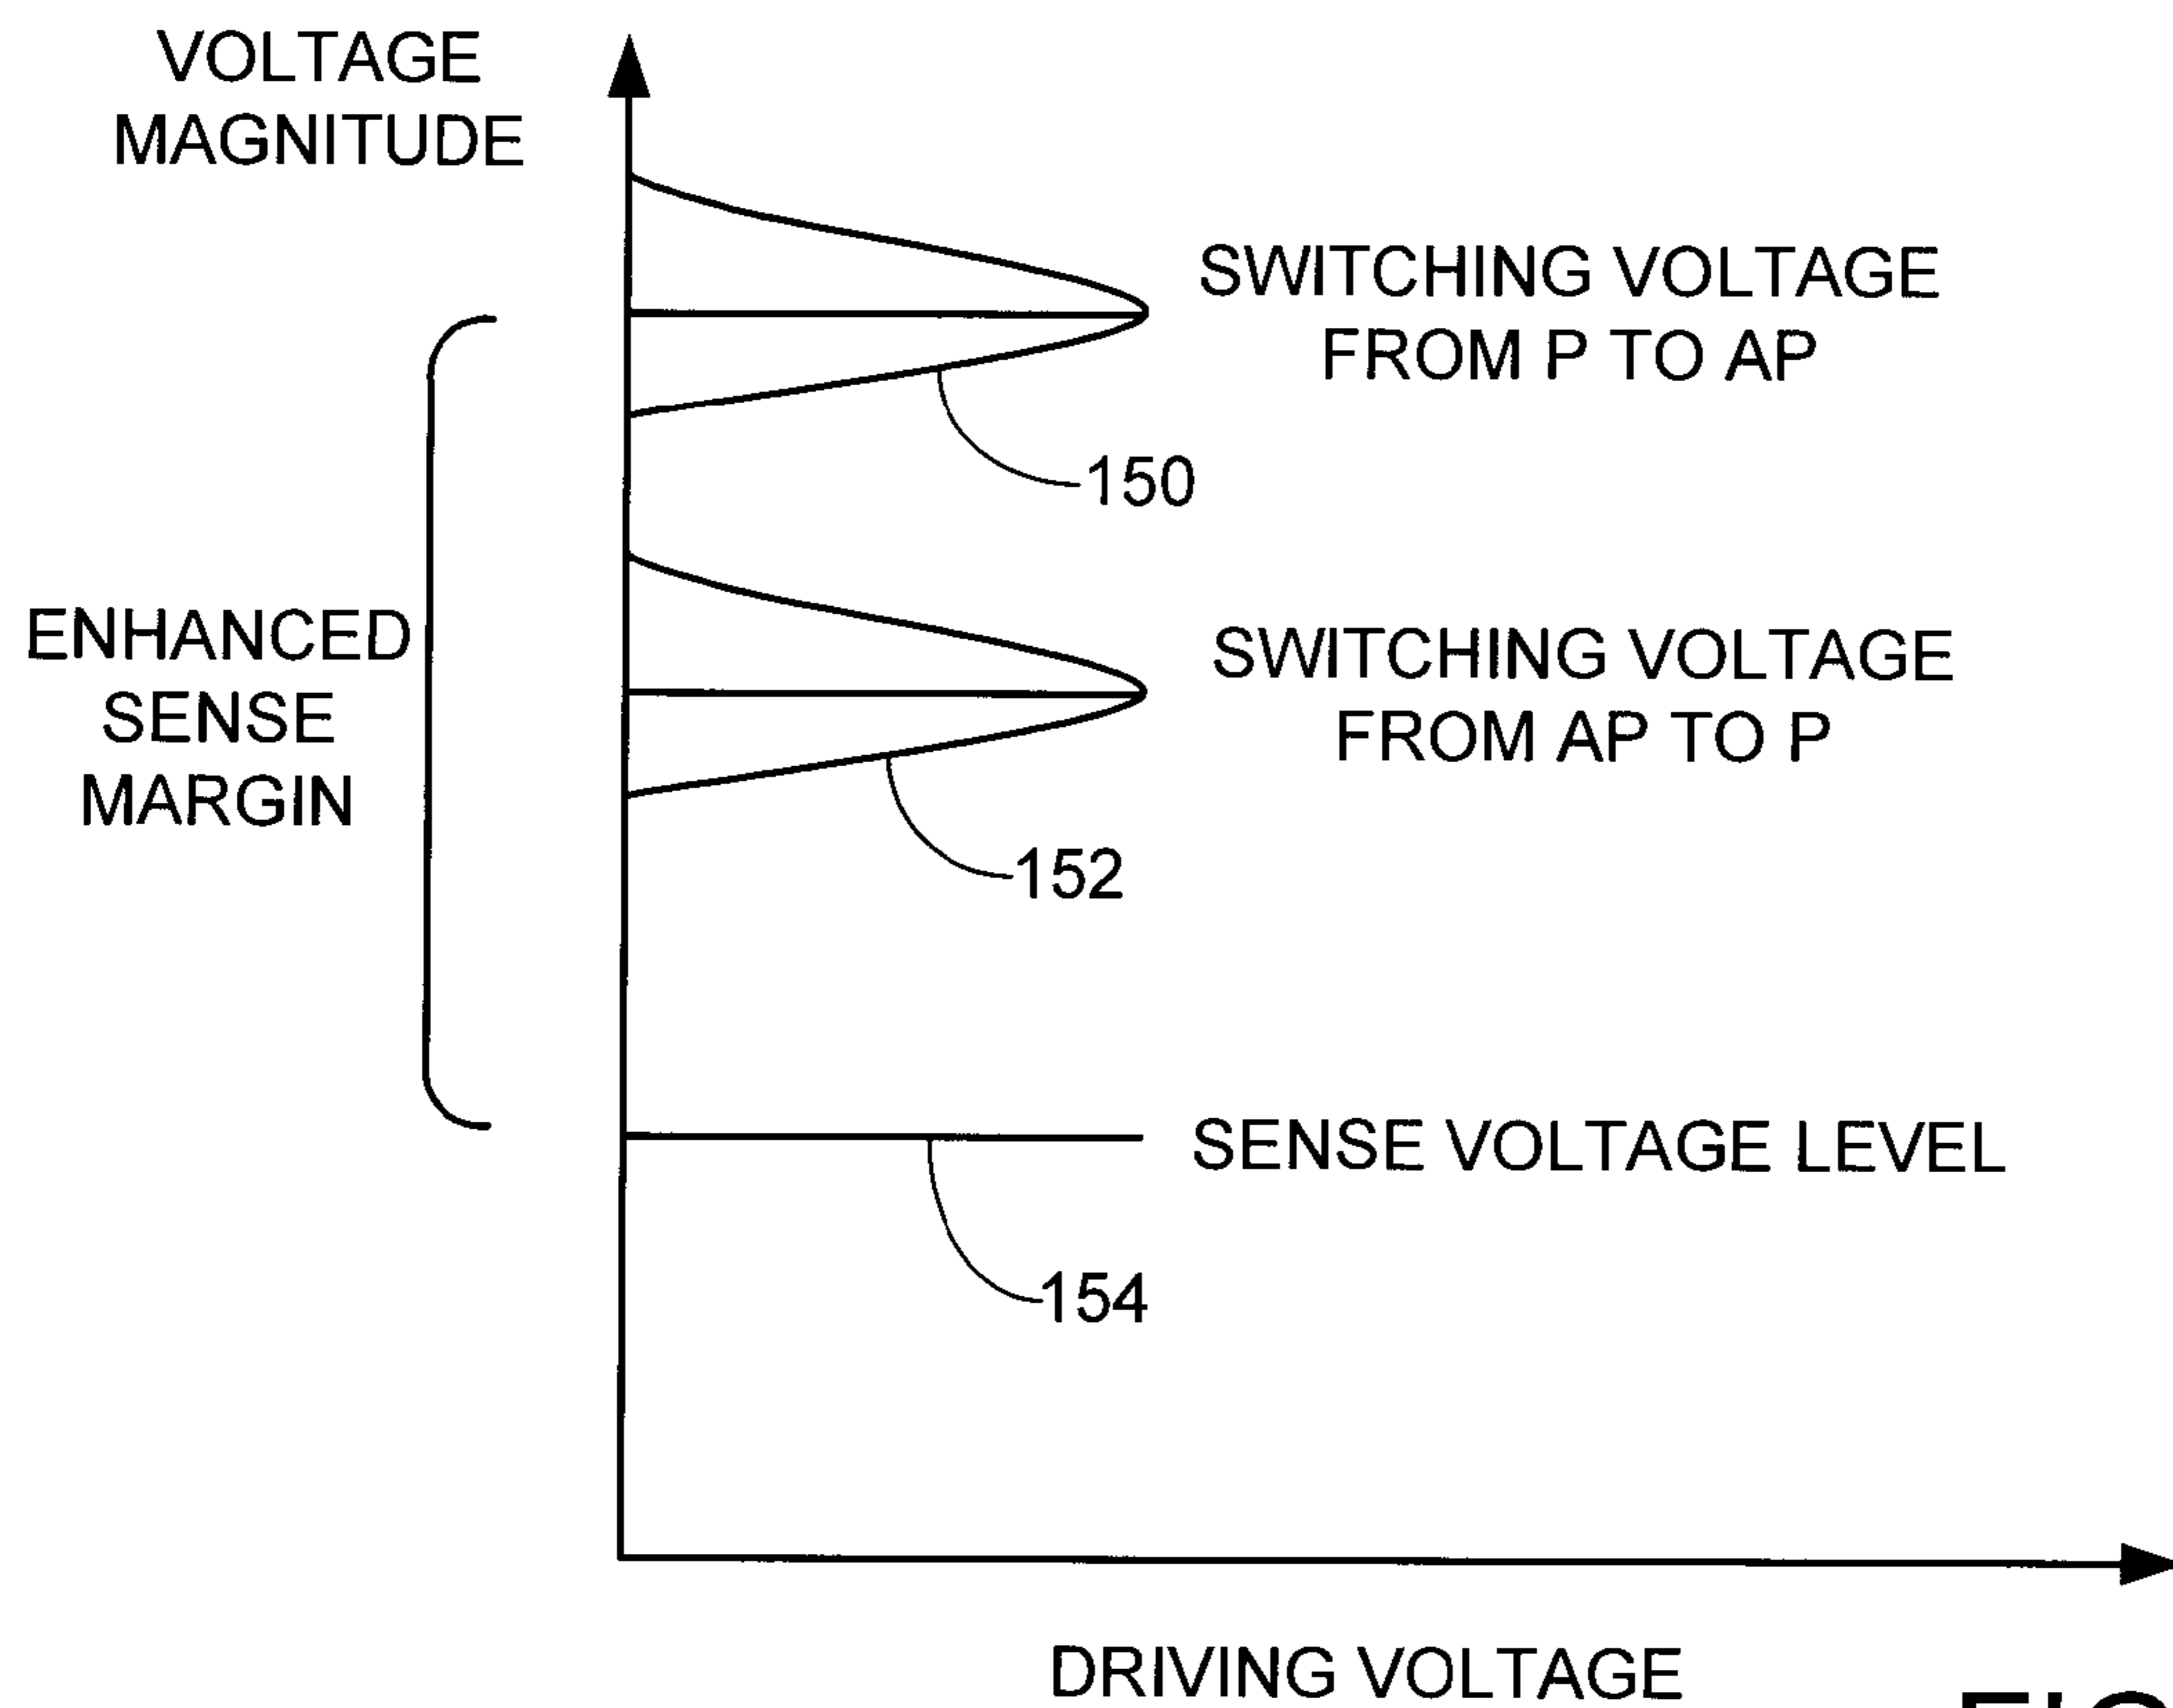 VOLTAGE
MAGNITUDE
SWITCHING VOLTAGE
FROM P TO AP
150
ENHANCED
SENSE
MARGIN
SWITCHING VOLTAGE
FROM AP TO P
152
SENSE VOLTAGE LEVEL
154
DRIVING VOLTAGE